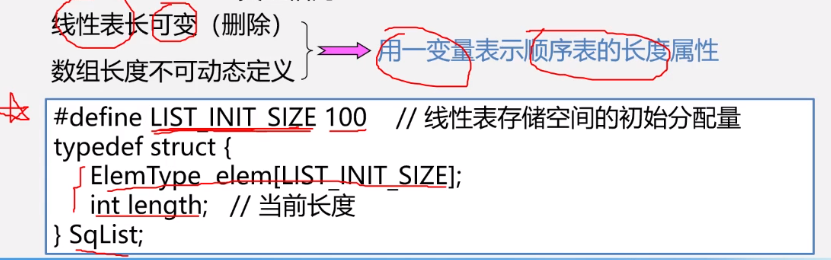 线性表长可变（删除）
数组长度不可动态定义
用一变量表示顺序表的长度属性
#define LIST_INIT_SIZE 100 // 线性表存储空间的初始分配量
typedef struct {
ElemType elem[LIST_INIT_SIZE];
int length; // 当前长度
} SqList;